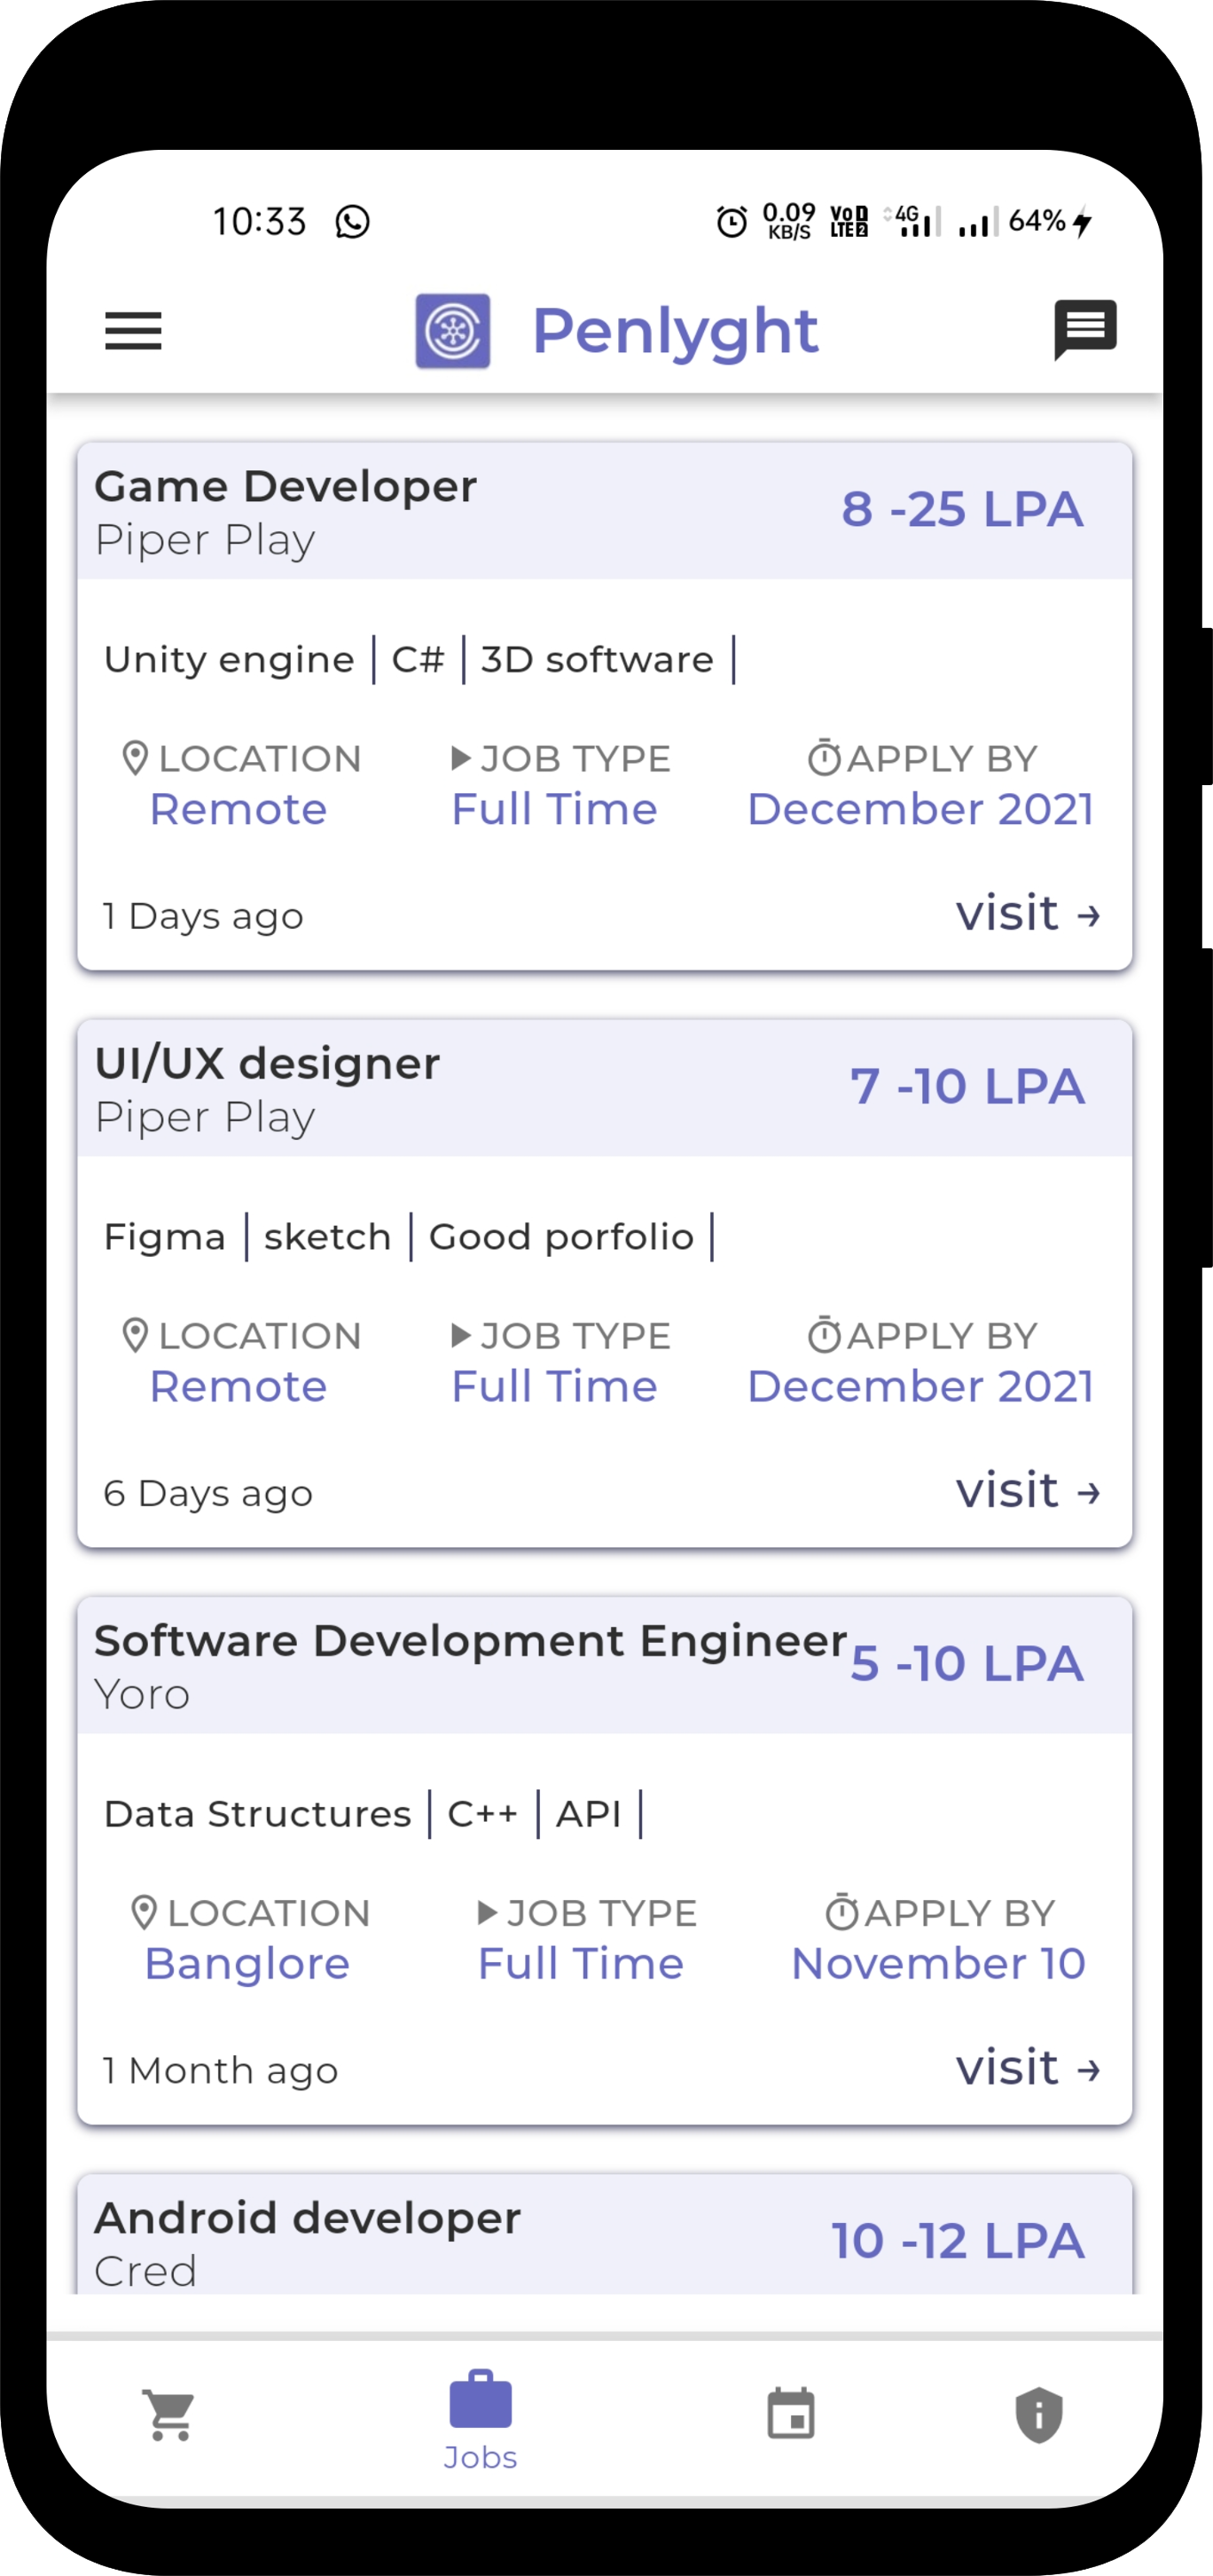 10:33 0.09 KB/S VoD LTE 2 4G 64%
Penlyght
Game Developer
Piper Play
8 -25 LPA
Unity engine | C# | 3D software |
LOCATION JOB TYPE APPLY BY
Remote Full Time December 2021
1 Days ago visit →
UI/UX designer
Piper Play
7 -10 LPA
Figma | sketch | Good porfolio |
LOCATION JOB TYPE APPLY BY
Remote Full Time December 2021
6 Days ago visit →
Software Development Engineer
Yoro
5 -10 LPA
Data Structures | C++ | API |
LOCATION JOB TYPE APPLY BY
Banglore Full Time November 10
1 Month ago visit →
Android developer
Cred
10 -12 LPA
Jobs